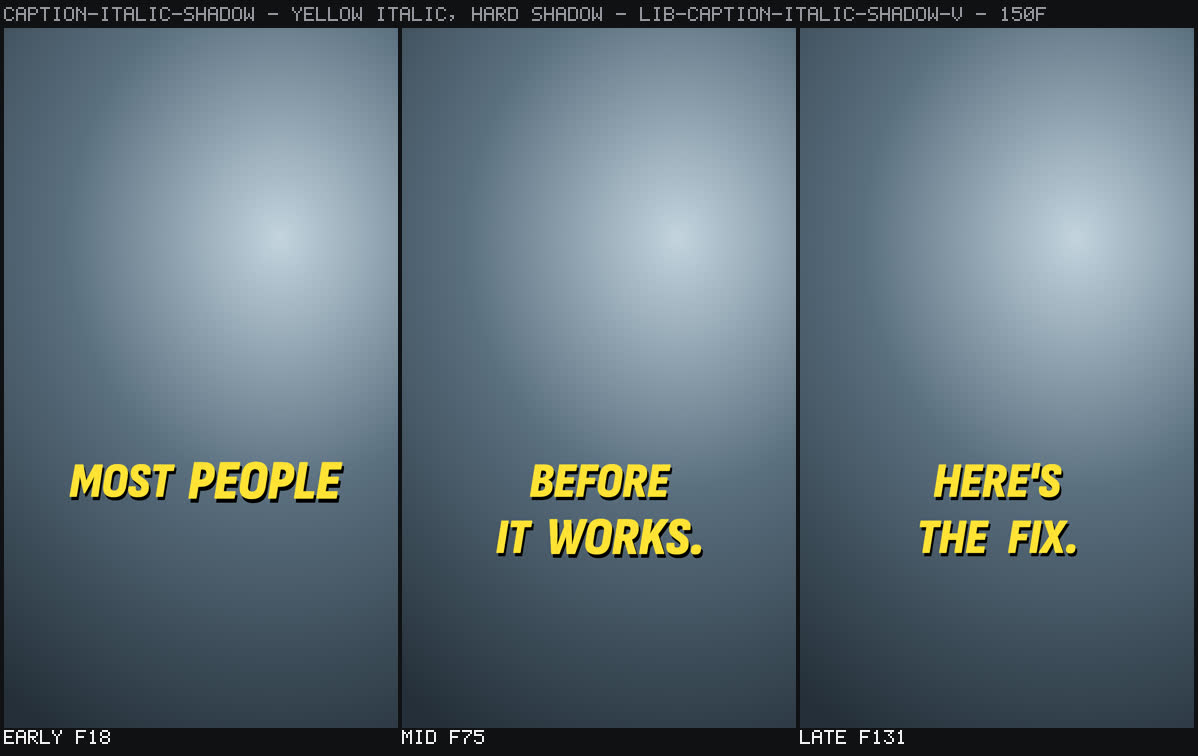 CAPTION-ITALIC-SHADOW - YELLOW ITALIC, HARD SHADOW - LIB-CAPTION-ITALIC-SHADOW-V - 150F
MOST PEOPLE
BEFORE
IT WORKS.
HERE'S
THE FIX.
EARLY F18
MID F75
LATE F131